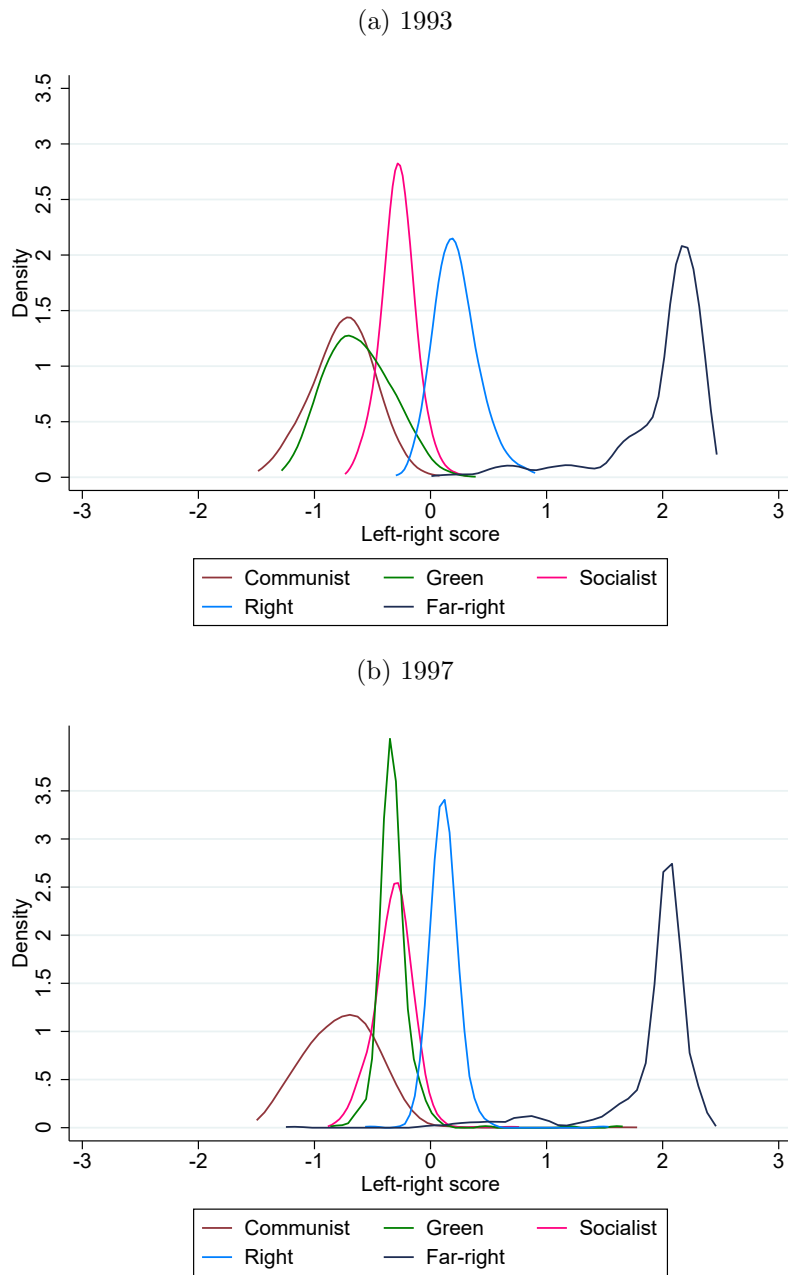 (a) 1993
3.5
3
2.5
2
1.5
1
.5
0
Density
-3 -2 -1 0 1 2 3
Left-right score
Communist Green Socialist
Right Far-right
(b) 1997
3.5
3
2.5
2
1.5
1
.5
0
Density
-3 -2 -1 0 1 2 3
Left-right score
Communist Green Socialist
Right Far-right